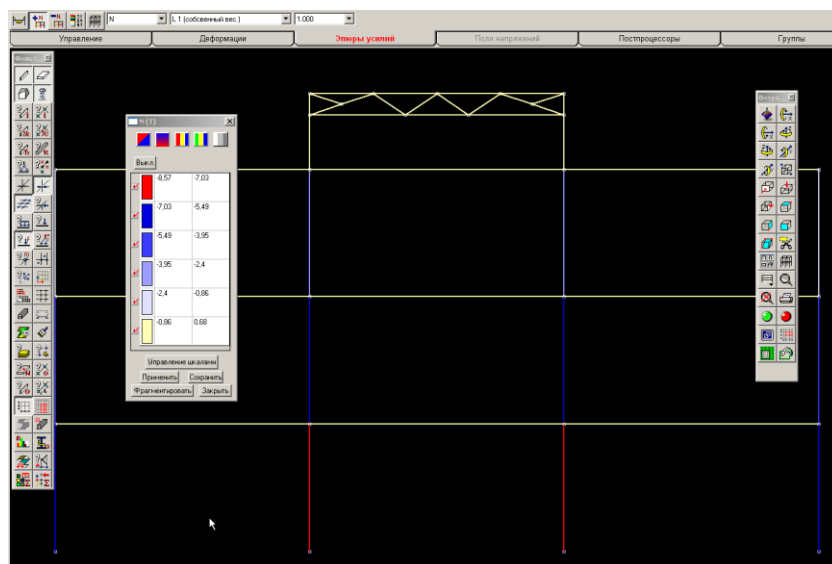 N
L 1 (собсвенный вес.)
1.000
Управление
Деформации
Эпюры усилий
Поля напряжений
Постпроцессоры
Группы
N (T)
Выкл
-8,57 -7,03
-7,03 -5,49
-5,49 -3,95
-3,95 -2,4
-2,4 -0,86
-0,86 0,68
Управление шкалами
Применить Сохранить
Фрагментировать Закрыть